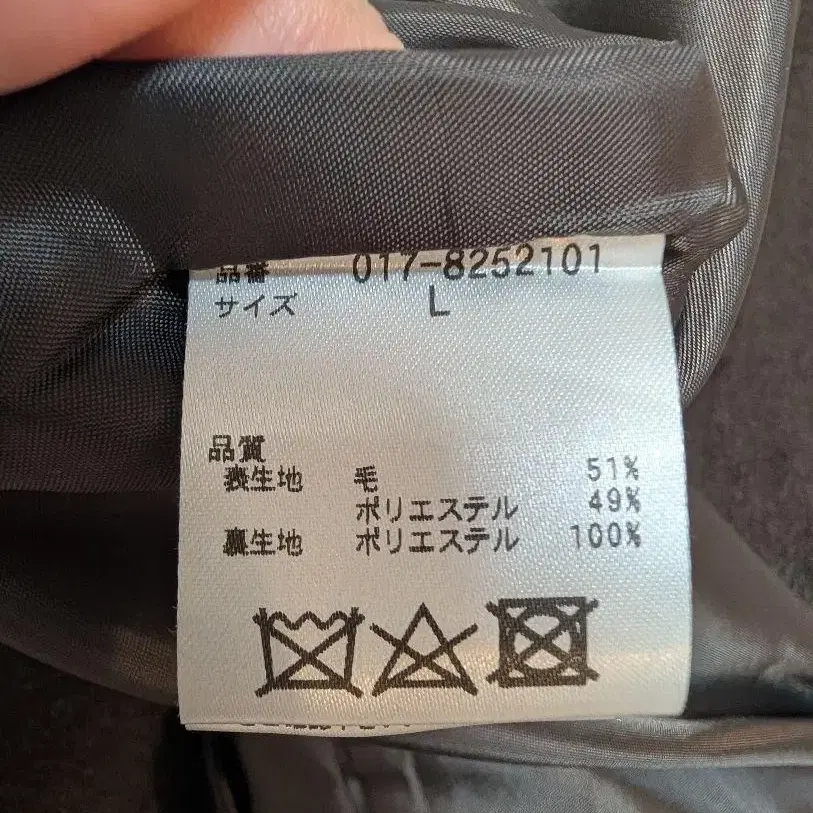 品番 017-8252101
サイズ L
品質
表生地 毛 51%
ポリエステル 49%
裏生地 ポリエステル 100%